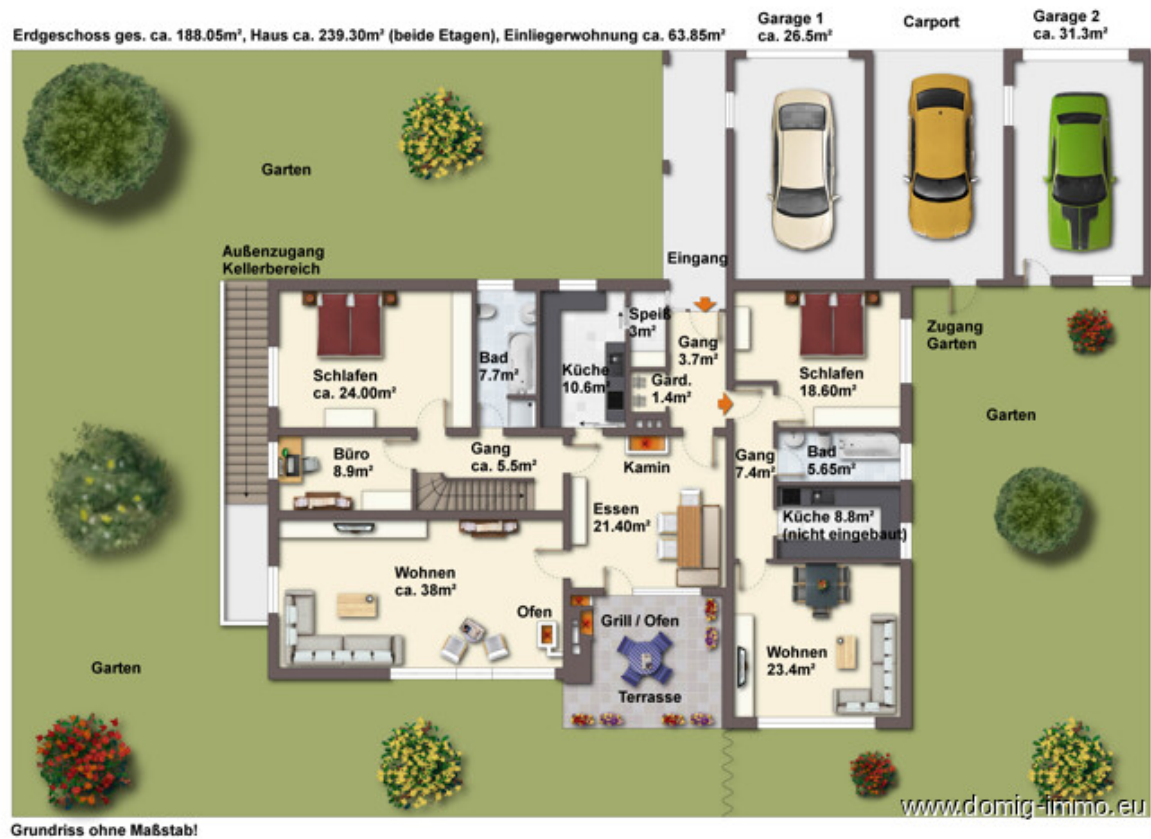 Erdgeschoss ges. ca. 188.05m², Haus ca. 239.30m² (beide Etagen), Einliegerwohnung ca. 63.85m²
Garage 1
ca. 26.5m²
Carport
Garage 2
ca. 31.3m²
Garten
Außenzugang
Kellerbereich
Eingang
Speiß
3m²
Gang
3.7m²
Zugang
Garten
Schlafen
ca. 24.00m²
Bad
7.7m²
Küche
10.6m²
Gard.
1.4m²
Schlafen
18.60m²
Garten
Büro
8.9m²
Gang
ca. 5.5m²
Kamin
Gang
7.4m²
Bad
5.65m²
Essen
21.40m²
Küche 8.8m²
(nicht eingebaut)
Wohnen
ca. 38m²
Ofen
Grill / Ofen
Wohnen
23.4m²
Garten
Terrasse
www.domig-immo.eu
Grundriss ohne Maßstab!